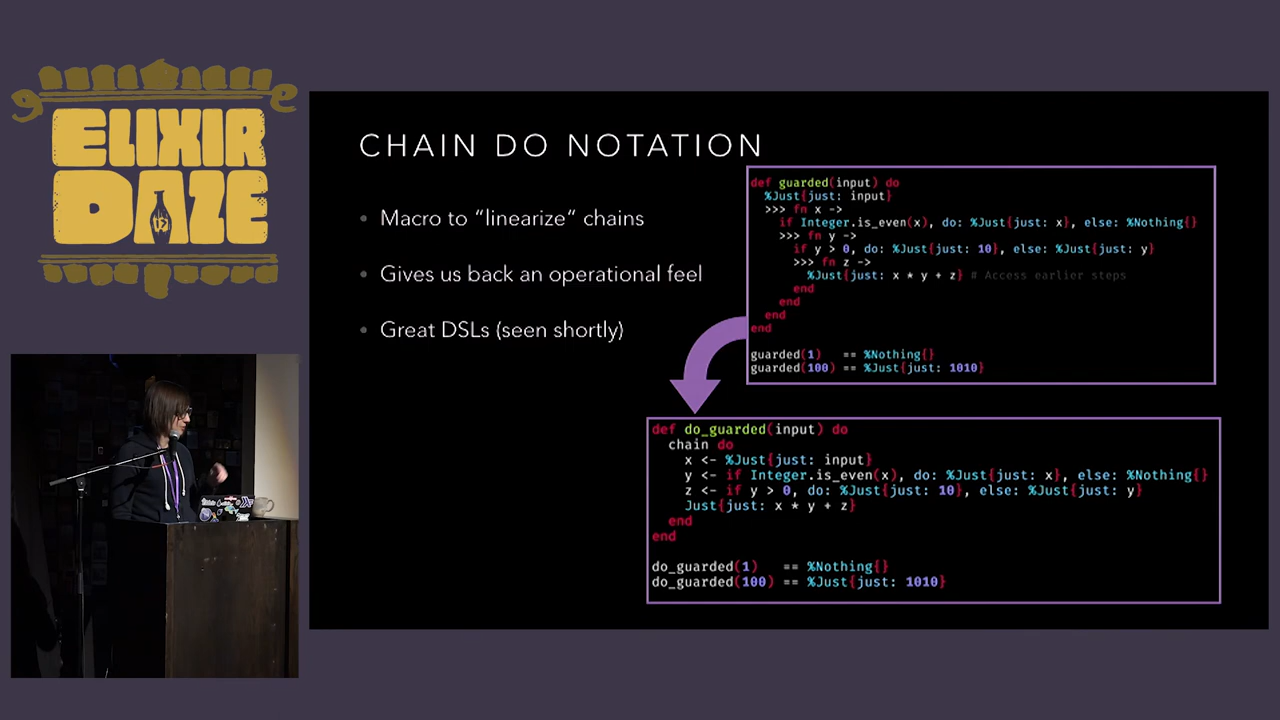 ELIXIR
DAZE
CHAIN DO NOTATION
• Macro to “linearize” chains
• Gives us back an operational feel
• Great DSLs (seen shortly)
def guarded(input) do
  %Just{just: input}
  >>> fn x ->
    if Integer.is_even(x), do: %Just{just: x}, else: %Nothing{}
    >>> fn y ->
      if y > 0, do: %Just{just: 10}, else: %Just{just: y}
      >>> fn z ->
        %Just{just: x * y + z} # Access earlier steps
      end
    end
  end
end
guarded(1)   == %Nothing{}
guarded(100) == %Just{just: 1010}
def do_guarded(input) do
  chain do
    x <- %Just{just: input}
    y <- if Integer.is_even(x), do: %Just{just: x}, else: %Nothing{}
    z <- if y > 0, do: %Just{just: 10}, else: %Just{just: y}
    Just{just: x * y + z}
  end
end
do_guarded(1)   == %Nothing{}
do_guarded(100) == %Just{just: 1010}